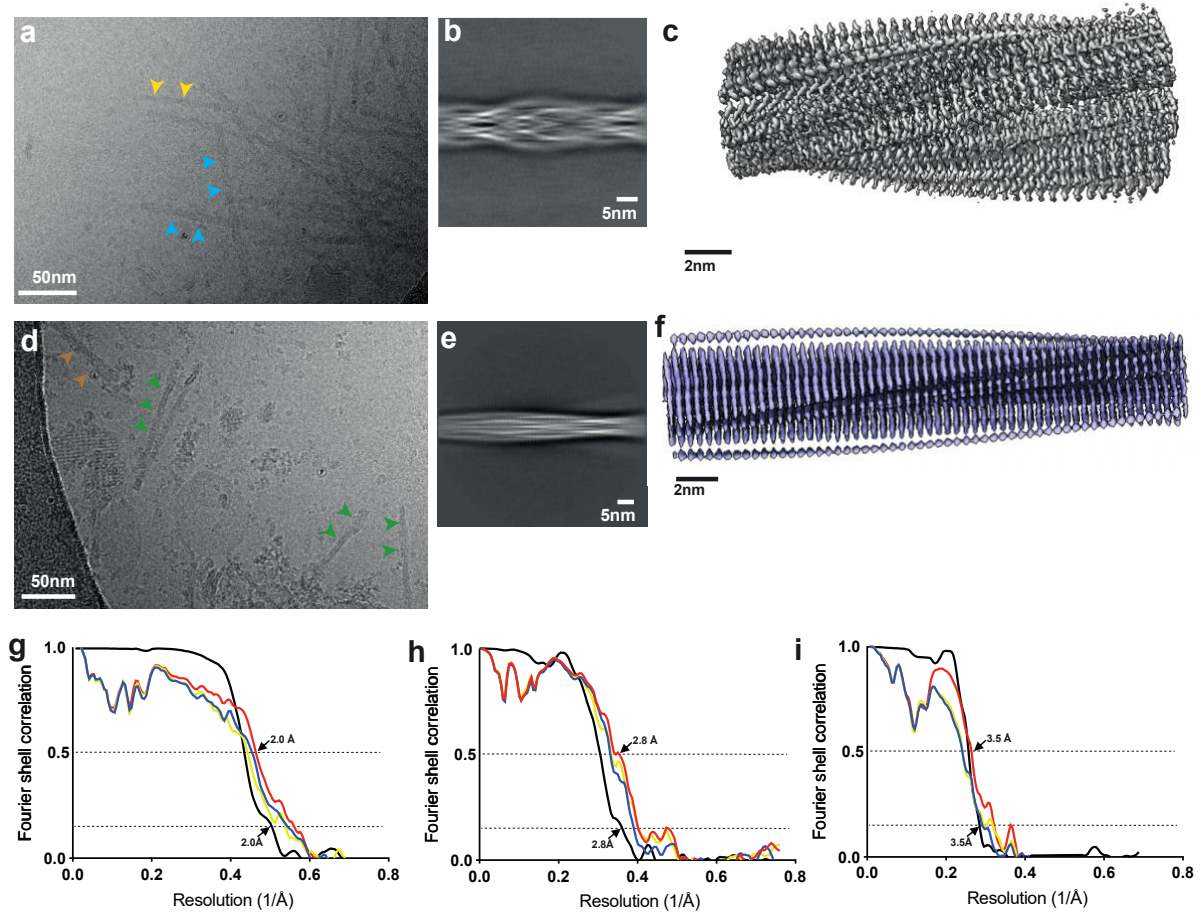 a
50nm
b
5nm
c
2nm
d
50nm
e
5nm
f
2nm
g
Fourier shell correlation
1.0
0.5
0.0
2.0 Å
2.0Å
0.0 0.2 0.4 0.6 0.8
Resolution (1/Å)
h
Fourier shell correlation
1.0
0.5
0.0
2.8 Å
2.8Å
0.0 0.2 0.4 0.6 0.8
Resolution (1/Å)
i
Fourier shell correlation
1.0
0.5
0.0
3.5 Å
3.5Å
0.0 0.2 0.4 0.6 0.8
Resolution (1/Å)